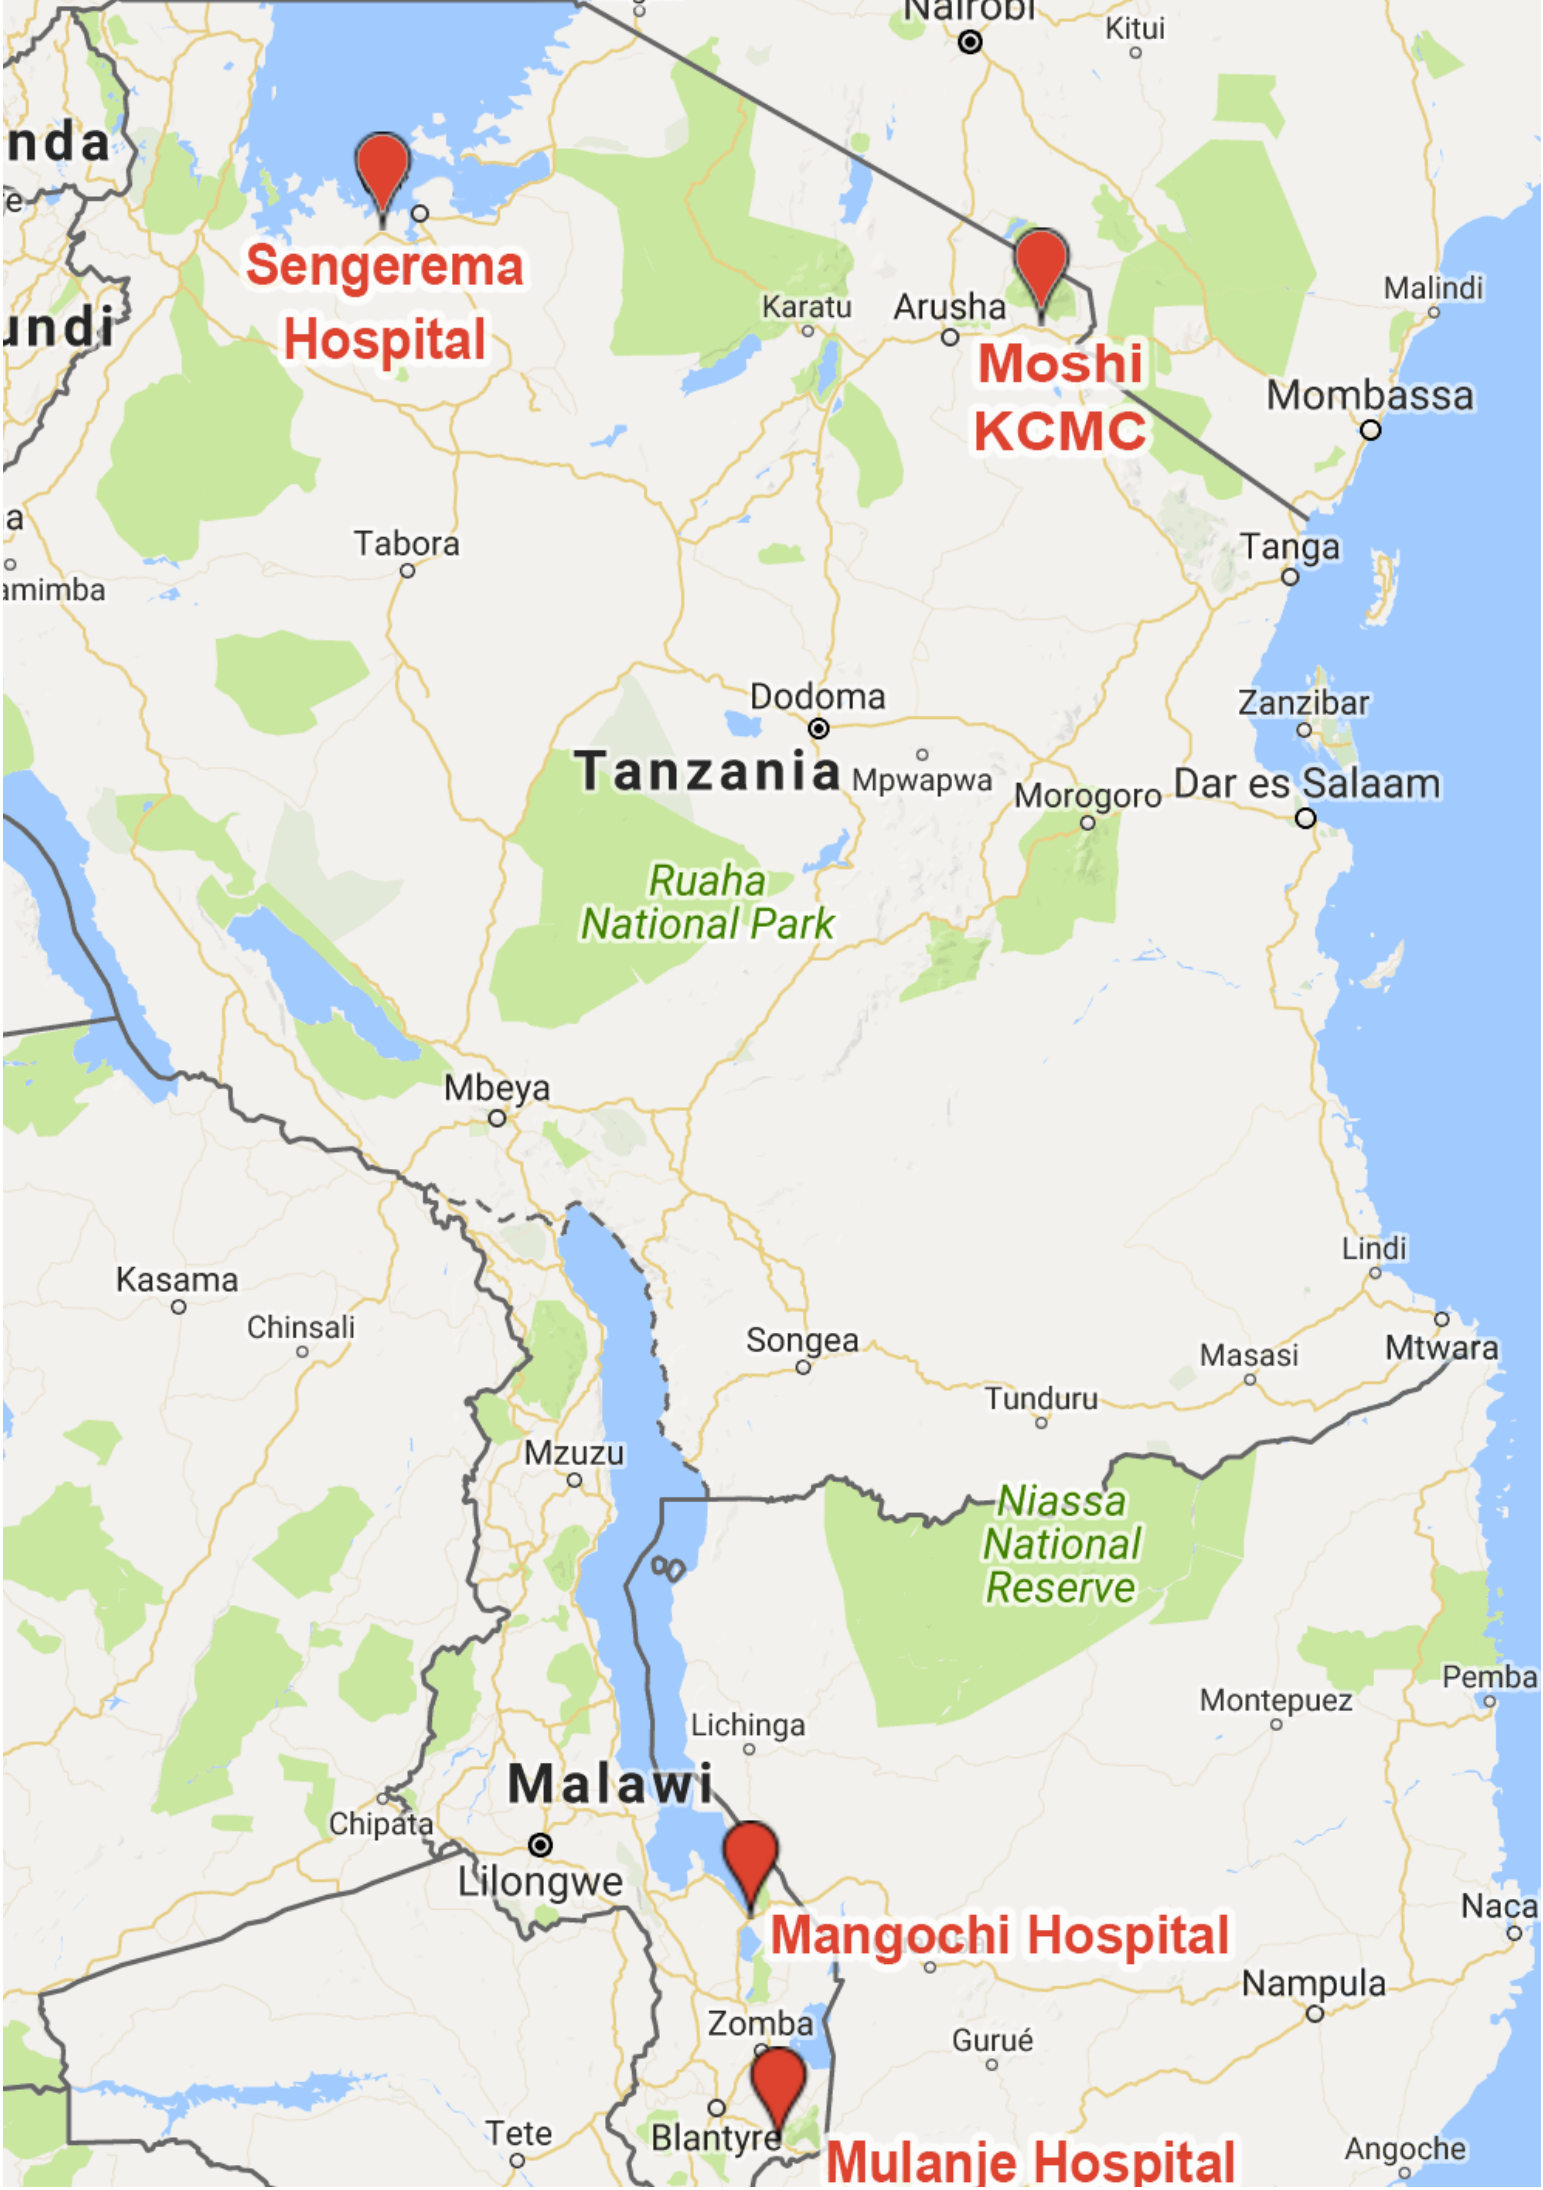 Nairobi
Kitui
nda
e
Sengerema
Hospital
undi
Karatu
Arusha
Malindi
Moshi
KCMC
Mombassa
a
amimba
Tabora
Tanga
Dodoma
Zanzibar
Tanzania
Mpwapwa
Morogoro
Dar es Salaam
Ruaha
National Park
Mbeya
Lindi
Kasama
Chinsali
Songea
Masasi
Mtwara
Tunduru
Mzuzu
Niassa
National
Reserve
Pemba
Montepuez
Lichinga
Malawi
Chipata
Lilongwe
Naca
Mangochi Hospital
Nampula
Zomba
Gurué
Blantyre
Tete
Mulanje Hospital
Angoche